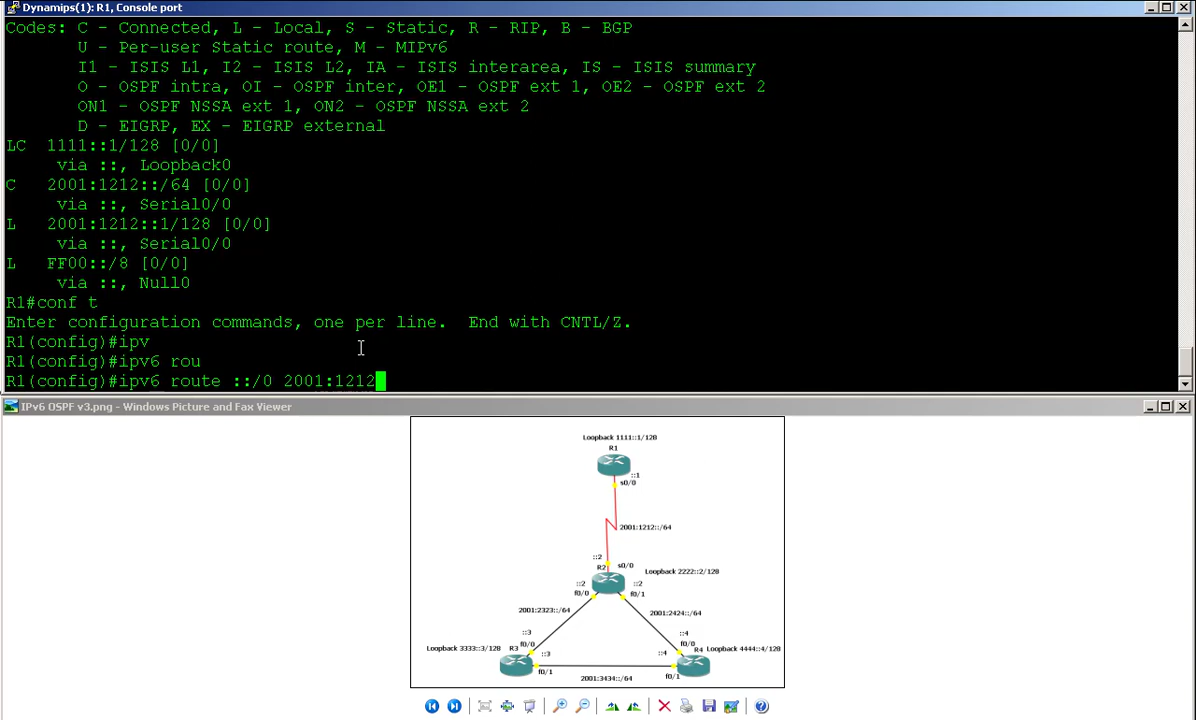 Dynamips(1): R1, Console port
Codes: C - Connected, L - Local, S - Static, R - RIP, B - BGP
U - Per-user Static route, M - MIPv6
I1 - ISIS L1, I2 - ISIS L2, IA - ISIS interarea, IS - ISIS summary
O - OSPF intra, OI - OSPF inter, OE1 - OSPF ext 1, OE2 - OSPF ext 2
ON1 - OSPF NSSA ext 1, ON2 - OSPF NSSA ext 2
D - EIGRP, EX - EIGRP external
LC 1111::1/128 [0/0]
via ::, Loopback0
C 2001:1212::/64 [0/0]
via ::, Serial0/0
L 2001:1212::1/128 [0/0]
via ::, Serial0/0
L FF00::/8 [0/0]
via ::, Null0
R1#conf t
Enter configuration commands, one per line. End with CNTL/Z.
R1(config)#ipv
R1(config)#ipv6 rou
R1(config)#ipv6 route ::/0 2001:1212
IPv6 OSPF v3.png - Windows Picture and Fax Viewer
Loopback 1111::1/128
R1
::1
s0/0
2001:1212::/64
::2
s0/0
R2
Loopback 2222::2/128
::2
::2
f0/0
f0/1
2001:2323::/64
2001:2424::/64
::3
::4
f0/0
f0/0
Loopback 3333::3/128
R3
::3
::4
R4
Loopback 4444::4/128
f0/1
f0/1
2001:3434::/64